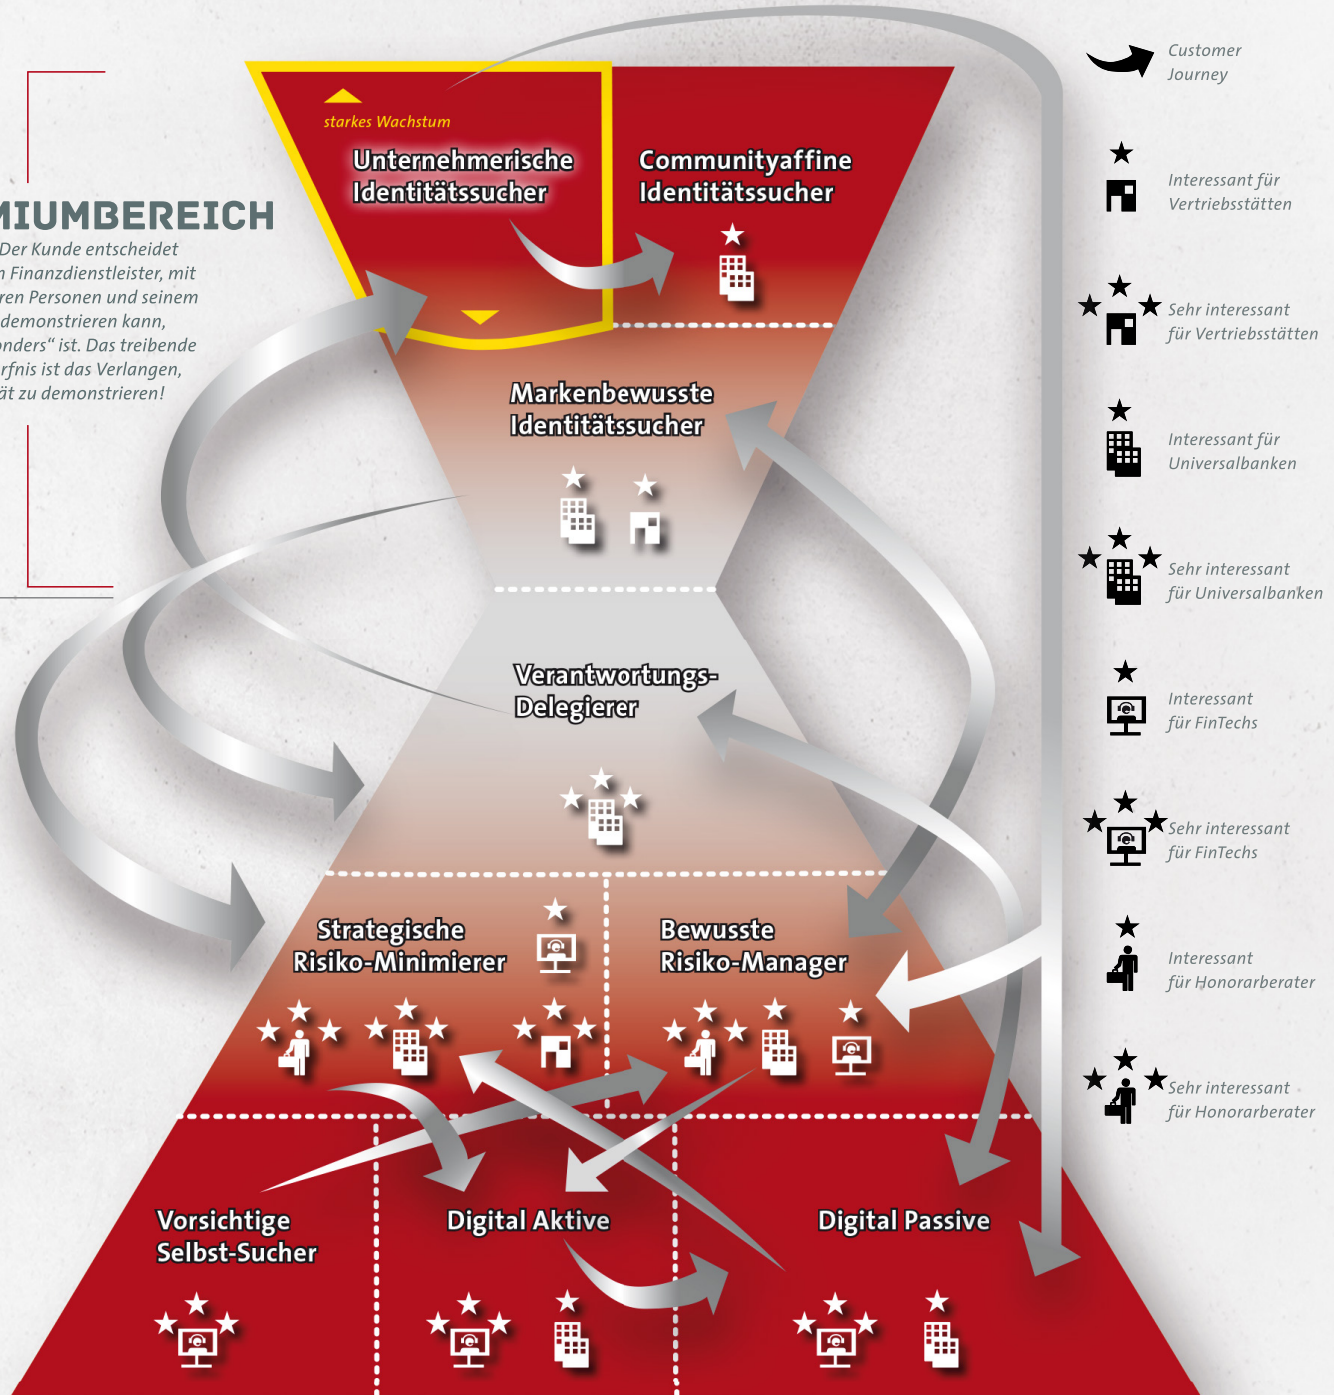 starkes Wachstum
Unternehmerische
Identitätssucher
Communityaffine
Identitätssucher
MIUMBEREICH
Der Kunde entscheidet
Finanzdienstleister, mit
ren Personen und seinem
demonstrieren kann,
onders“ ist. Das treibende
rfnis ist das Verlangen,
ät zu demonstrieren!
Markenbewusste
Identitätssucher
Verantwortungs-
Delegierer
Strategische
Risiko-Minimierer
Bewusste
Risiko-Manager
Vorsichtige
Selbst-Sucher
Digital Aktive
Digital Passive
Customer
Journey
Interessant für
Vertriebsstätten
Sehr interessant
für Vertriebsstätten
Interessant für
Universalbanken
Sehr interessant
für Universalbanken
Interessant
für FinTechs
Sehr interessant
für FinTechs
Interessant
für Honorarberater
Sehr interessant
für Honorarberater